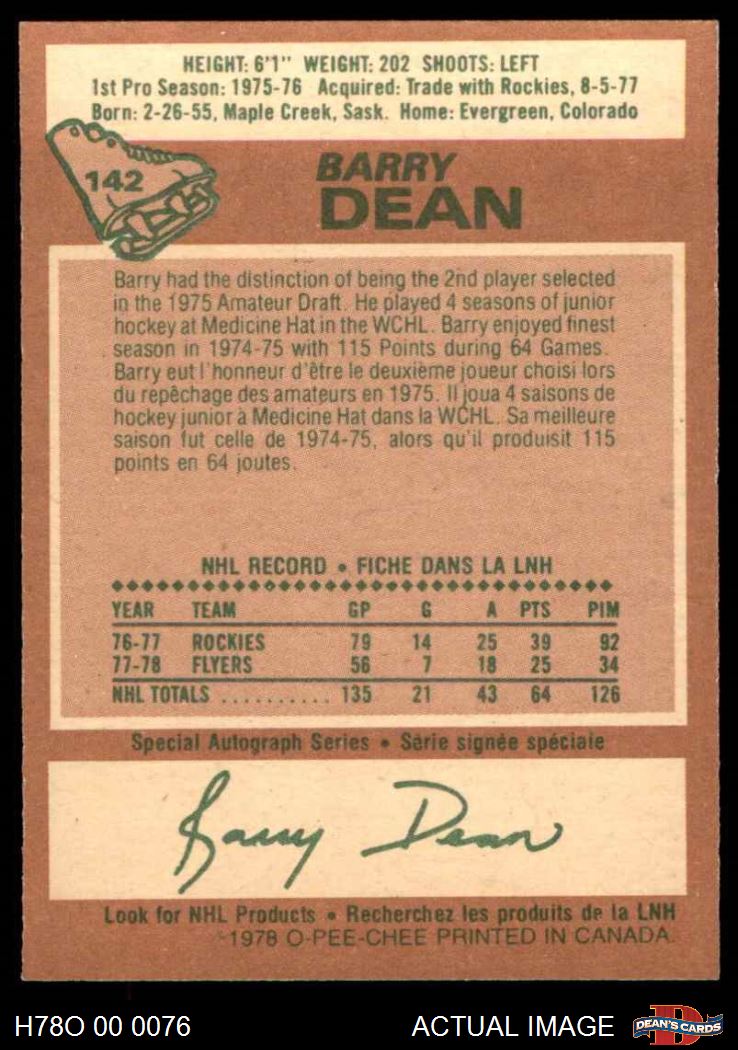 HEIGHT: 6'1" WEIGHT: 202 SHOOTS: LEFT
1st Pro Season: 1975-76 Acquired: Trade with Rockies, 8-5-77
Born: 2-26-55, Maple Creek, Sask. Home: Evergreen, Colorado
142
BARRY
DEAN
Barry had the distinction of being the 2nd player selected
in the 1975 Amateur Draft. He played 4 seasons of junior
hockey at Medicine Hat in the WCHL. Barry enjoyed finest
season in 1974-75 with 115 Points during 64 Games.
Barry eut l'honneur d'être le deuxième joueur choisi lors
du repêchage des amateurs en 1975. Il joua 4 saisons de
hockey junior à Medicine Hat dans la WCHL. Sa meilleure
saison fut celle de 1974-75, alors qu'il produisit 115
points en 64 joutes.
NHL RECORD • FICHE DANS LA LNH
YEAR TEAM GP G A PTS PIM
76-77 ROCKIES 79 14 25 39 92
77-78 FLYERS 56 7 18 25 34
NHL TOTALS .......... 135 21 43 64 126
Special Autograph Series • Série signée spéciale
Barry Dean
Look for NHL Products • Recherchez les produits de la LNH
1978 O-PEE-CHEE PRINTED IN CANADA.
H78O 00 0076 ACTUAL IMAGE DEAN'S CARDS